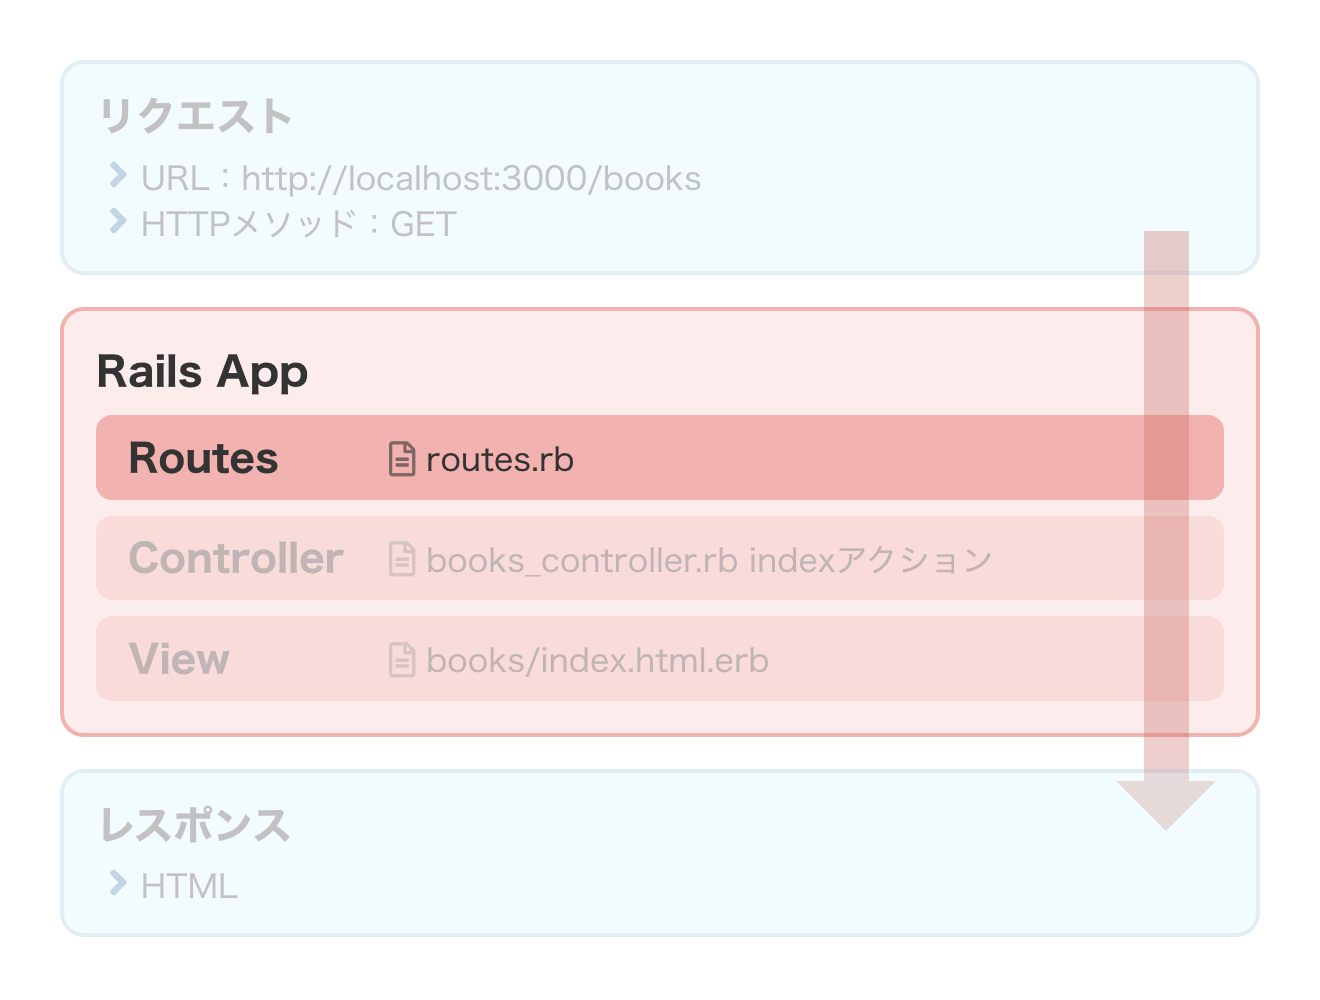 リクエスト
URL：http://localhost:3000/books
HTTPメソッド：GET
Rails App
Routes routes.rb
Controller books_controller.rb indexアクション
View books/index.html.erb
レスポンス
HTML